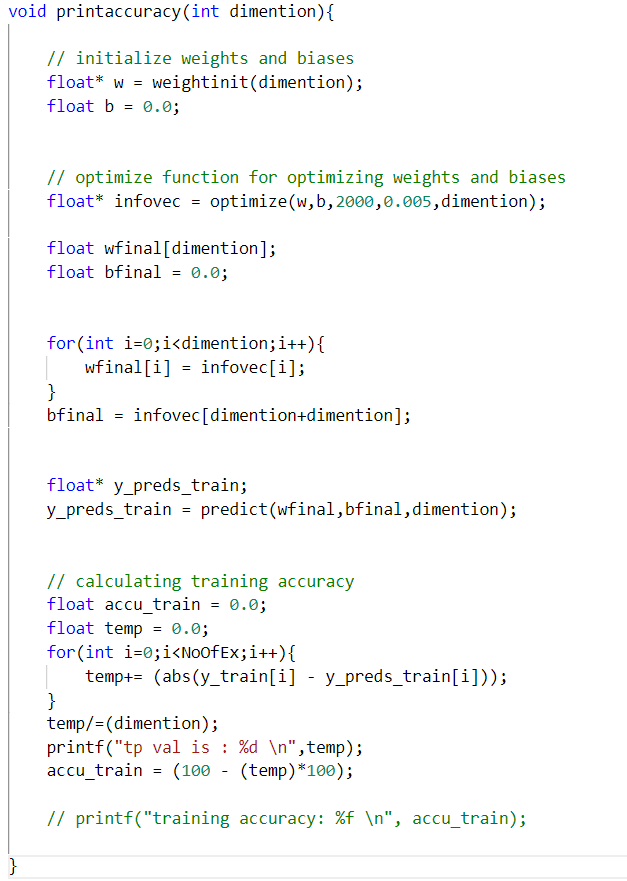 void printaccuracy(int dimention){
// initialize weights and biases
float* w = weightinit(dimention);
float b = 0.0;
// optimize function for optimizing weights and biases
float* infovec = optimize(w,b,2000,0.005,dimention);
float wfinal[dimention];
float bfinal = 0.0;
for(int i=0;i<dimention;i++){
wfinal[i] = infovec[i];
}
bfinal = infovec[dimention+dimention];
float* y_preds_train;
y_preds_train = predict(wfinal,bfinal,dimention);
// calculating training accuracy
float accu_train = 0.0;
float temp = 0.0;
for(int i=0;i<NoOfEx;i++){
temp+= (abs(y_train[i] - y_preds_train[i]));
}
temp/=(dimention);
printf("tp val is : %d \n",temp);
accu_train = (100 - (temp)*100);
// printf("training accuracy: %f \n", accu_train);
}